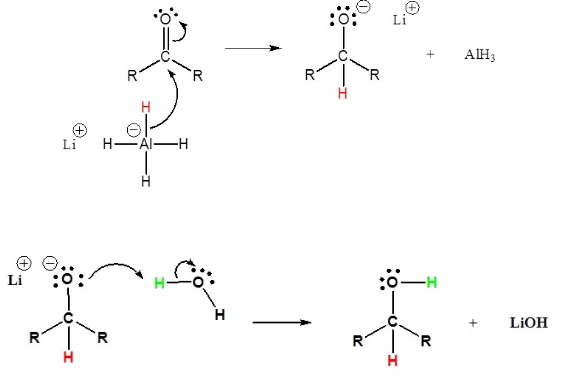 O ⊖ Li ⊕
O
C C
R R R R + AlH₃
H H
Li ⊕ H ⊖ Al H
H
Li ⊕ ⊖ O H O O H
H
C C
R R R R + LiOH
H H